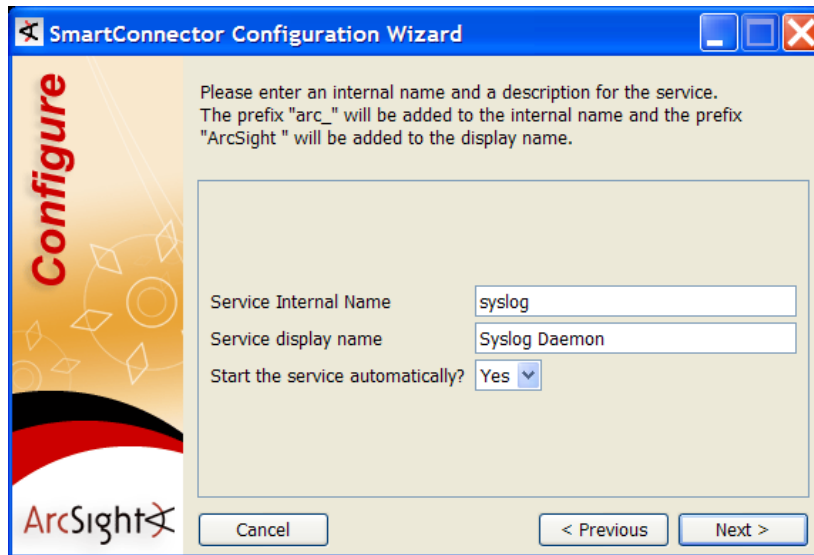 SmartConnector Configuration Wizard
Configure
Please enter an internal name and a description for the service.
The prefix "arc_" will be added to the internal name and the prefix
"ArcSight " will be added to the display name.
Service Internal Name syslog
Service display name Syslog Daemon
Start the service automatically? Yes
ArcSight
Cancel < Previous Next >